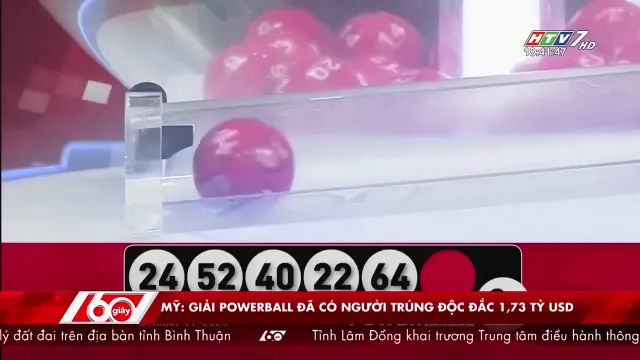 HTV7 HD
18:41:47
24 52 40 22 64
60 giây
MỸ: GIẢI POWERBALL ĐÃ CÓ NGƯỜI TRÚNG ĐỘC ĐẮC 1,73 TỶ USD
lý đất đai trên địa bàn tỉnh Bình Thuận 60 Tỉnh Lâm Đồng khai trương Trung tâm điều hành thông